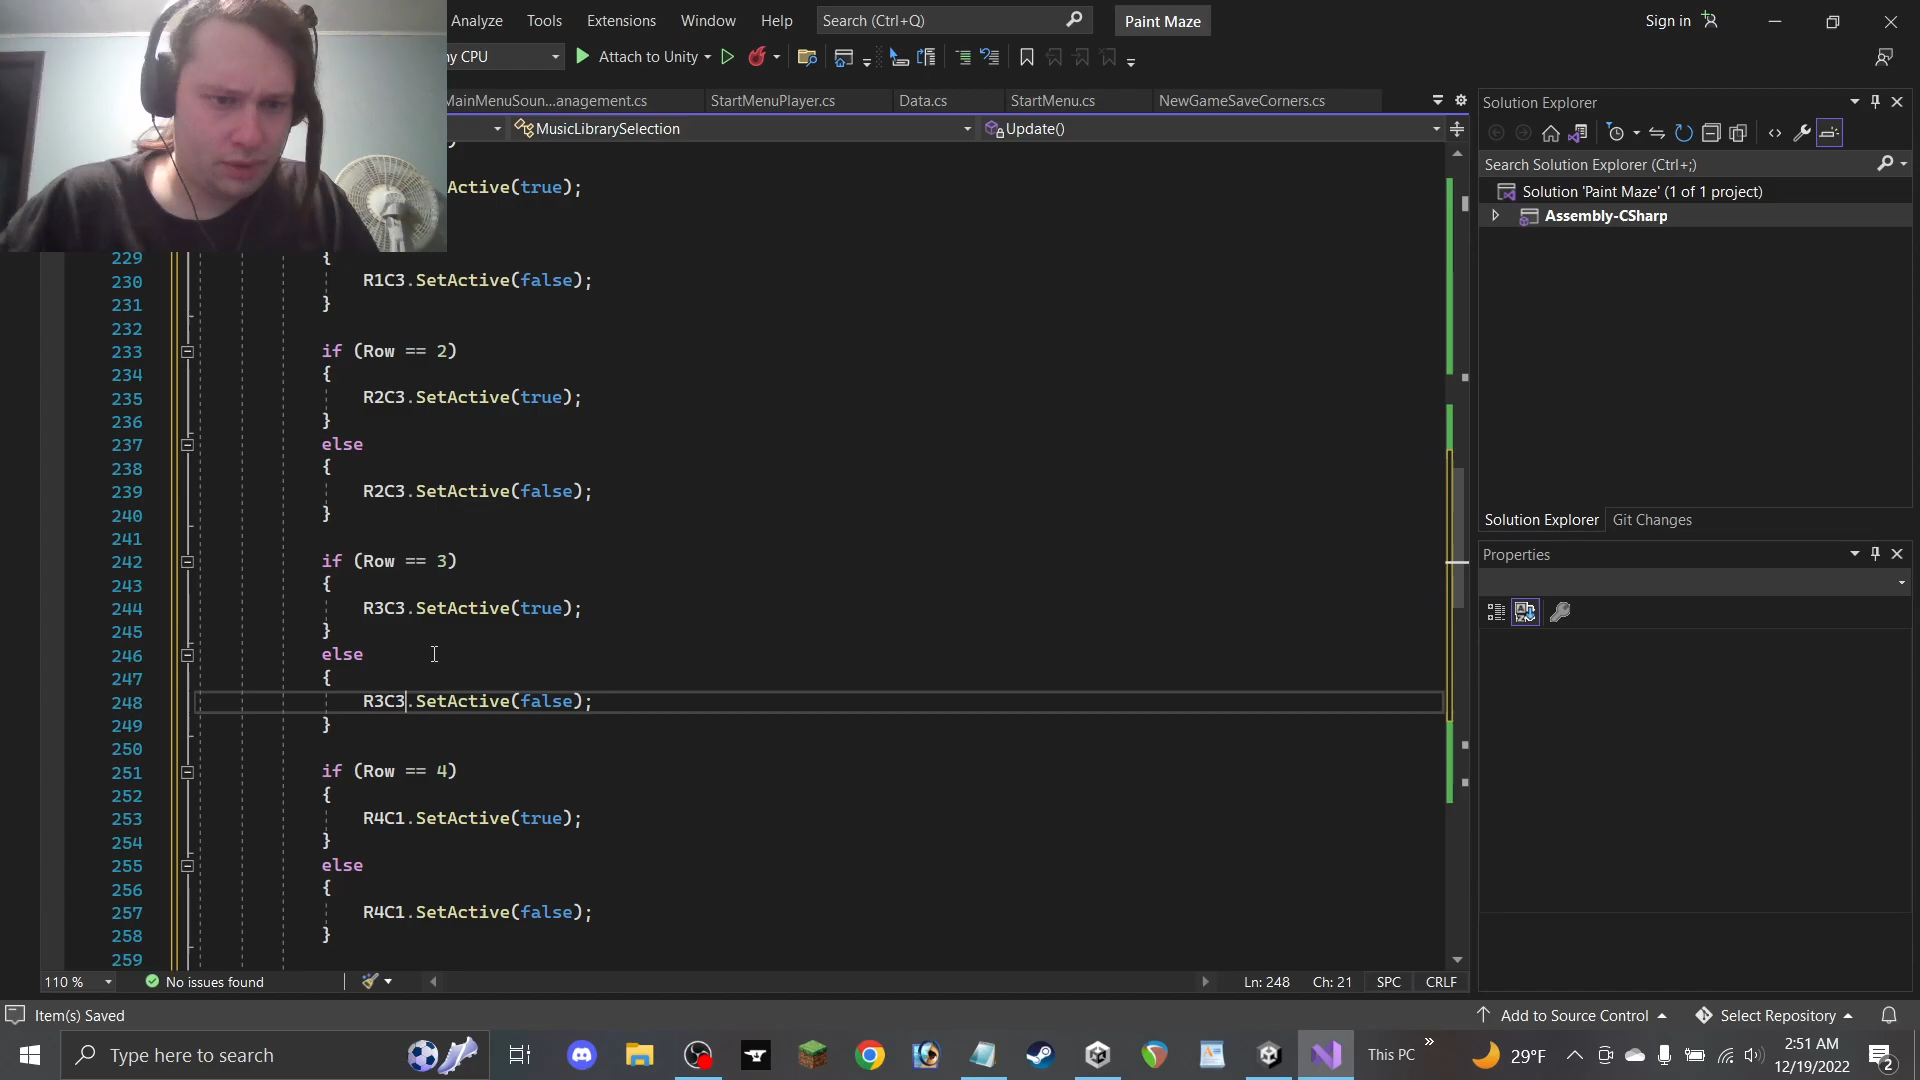 Analyze Tools Extensions Window Help Search (Ctrl+Q) Paint Maze Sign in
ny CPU Attach to Unity
MainMenuSoun...anagement.cs StartMenuPlayer.cs Data.cs StartMenu.cs NewGameSaveCorners.cs
MusicLibrarySelection Update()
Active(true);
229 {
230 R1C3.SetActive(false);
231 }
232
233 if (Row == 2)
234 {
235 R2C3.SetActive(true);
236 }
237 else
238 {
239 R2C3.SetActive(false);
240 }
241
242 if (Row == 3)
243 {
244 R3C3.SetActive(true);
245 }
246 else
247 {
248 R3C3.SetActive(false);
249 }
250
251 if (Row == 4)
252 {
253 R4C1.SetActive(true);
254 }
255 else
256 {
257 R4C1.SetActive(false);
258 }
259
110 % No issues found Ln: 248 Ch: 21 SPC CRLF
Solution Explorer
Search Solution Explorer (Ctrl+;)
Solution 'Paint Maze' (1 of 1 project)
Assembly-CSharp
Solution Explorer Git Changes
Properties
Item(s) Saved Add to Source Control Select Repository
Type here to search This PC 29°F 2:51 AM
12/19/2022 2